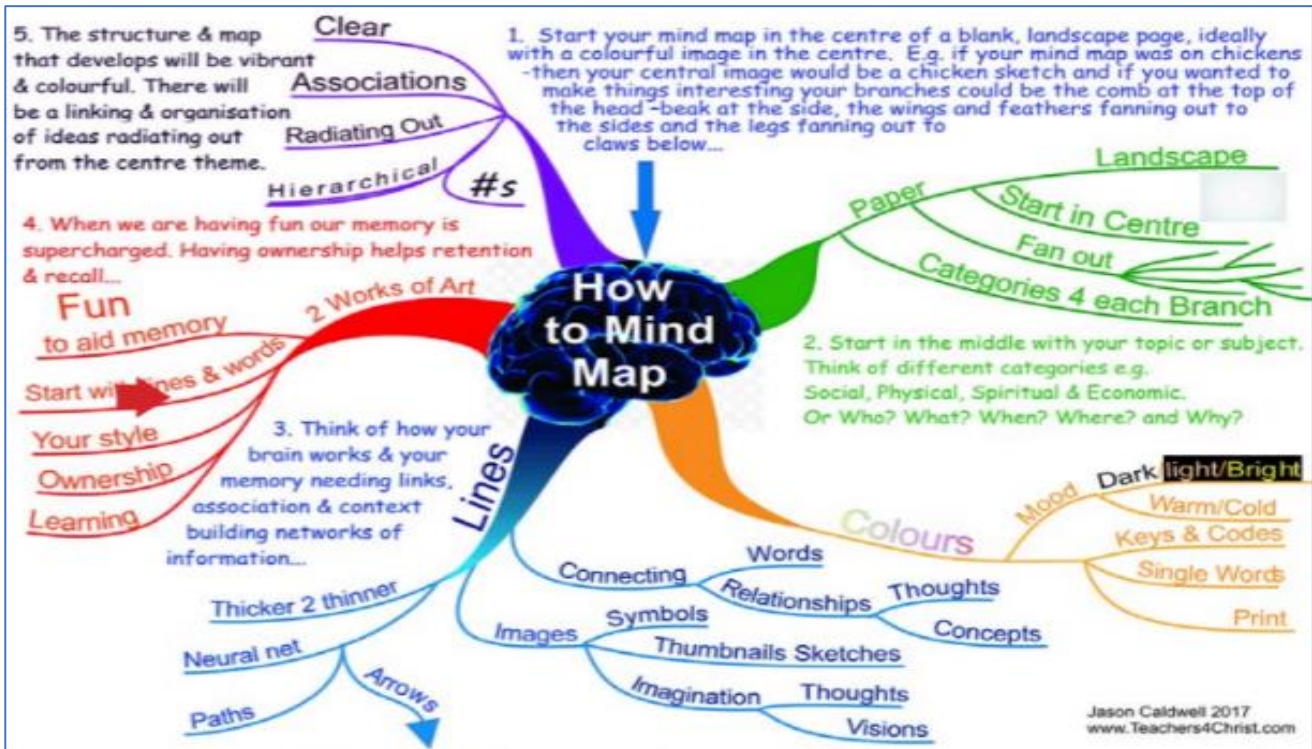 5. The structure & map
that develops will be vibrant
& colourful. There will
be a linking & organisation
of ideas radiating out
from the centre theme.
Clear
Associations
Radiating Out
Hierarchical
#s
1. Start your mind map in the centre of a blank, landscape page, ideally
with a colourful image in the centre. E.g. if your mind map was on chickens
-then your central image would be a chicken sketch and if you wanted to
make things interesting your branches could be the comb at the top of
the head –beak at the side, the wings and feathers fanning out to
the sides and the legs fanning out to
claws below...
How
to Mind
Map
Paper
Landscape
Start in Centre
Fan out
Categories 4 each Branch
2. Start in the middle with your topic or subject.
Think of different categories e.g.
Social, Physical, Spiritual & Economic.
Or Who? What? When? Where? and Why?
4. When we are having fun our memory is
supercharged. Having ownership helps retention
& recall...
2 Works of Art
Fun
to aid memory
Start with lines & words
Your style
Ownership
Learning
3. Think of how your
brain works & your
memory needing links,
association & context
building networks of
information...
Lines
Thicker 2 thinner
Neural net
Paths
Arrows
Connecting
Words
Relationships
Thoughts
Concepts
Images
Symbols
Thumbnails Sketches
Imagination
Thoughts
Visions
Colours
Mood
Dark light/Bright
Warm/Cold
Keys & Codes
Single Words
Print
Jason Caldwell 2017
www.Teachers4Christ.com